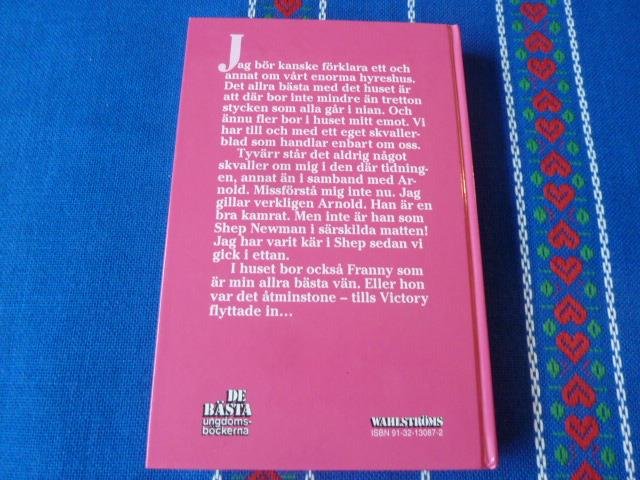 Jag bör kanske förklara ett och
annat om vårt enorma hyreshus.
Det allra bästa med det huset är
att där bor inte mindre än tretton
stycken som alla går i nian. Och
ännu fler bor i huset mitt emot. Vi
har till och med ett eget skvaller-
blad som handlar enbart om oss.
Tyvärr står det aldrig något
skvaller om mig i den där tidning-
en, annat än i samband med Ar-
nold. Missförstå mig inte nu. Jag
gillar verkligen Arnold. Han är en
bra kamrat. Men inte är han som
Shep Newman i särskilda matten!
Jag har varit kär i Shep sedan vi
gick i ettan.
I huset bor också Franny som
är min allra bästa vän. Eller hon
var det åtminstone – tills Victory
flyttade in...
DE
BÄSTA
ungdoms-
böckerna
WAHLSTRÖMS
ISBN 91-32-13087-2